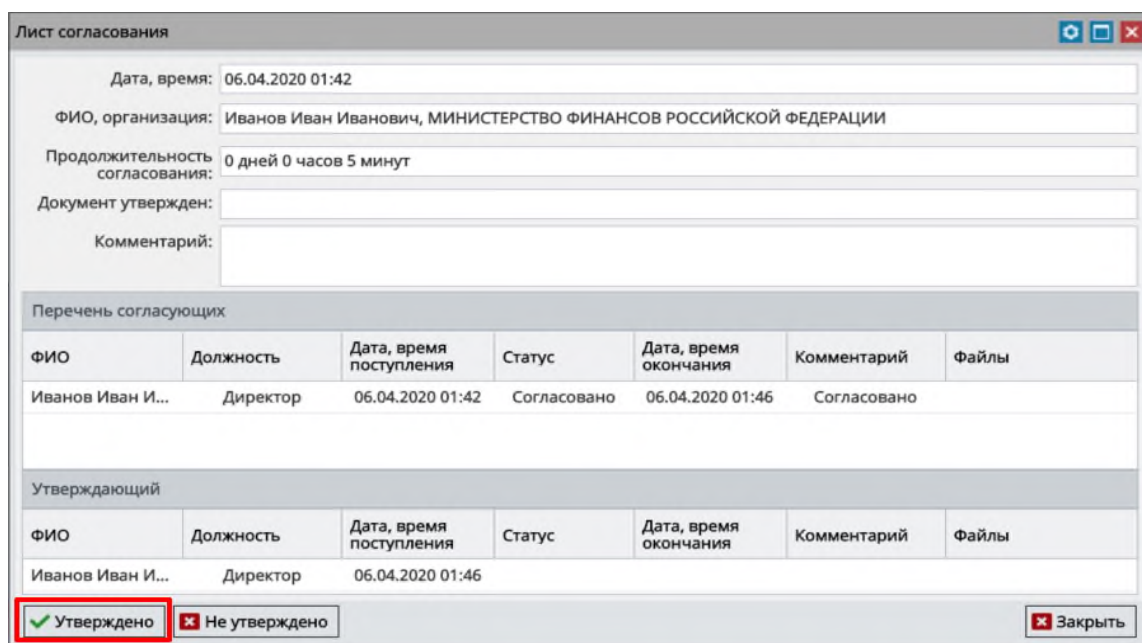 Лист согласования
Дата, время: 06.04.2020 01:42
ФИО, организация: Иванов Иван Иванович, МИНИСТЕРСТВО ФИНАНСОВ РОССИЙСКОЙ ФЕДЕРАЦИИ
Продолжительность согласования: 0 дней 0 часов 5 минут
Документ утвержден:
Комментарий:
Перечень согласующих
ФИО Должность Дата, время поступления Статус Дата, время окончания Комментарий Файлы
Иванов Иван И... Директор 06.04.2020 01:42 Согласовано 06.04.2020 01:46 Согласовано
Утверждающий
ФИО Должность Дата, время поступления Статус Дата, время окончания Комментарий Файлы
Иванов Иван И... Директор 06.04.2020 01:46
Утверждено Не утверждено Закрыть